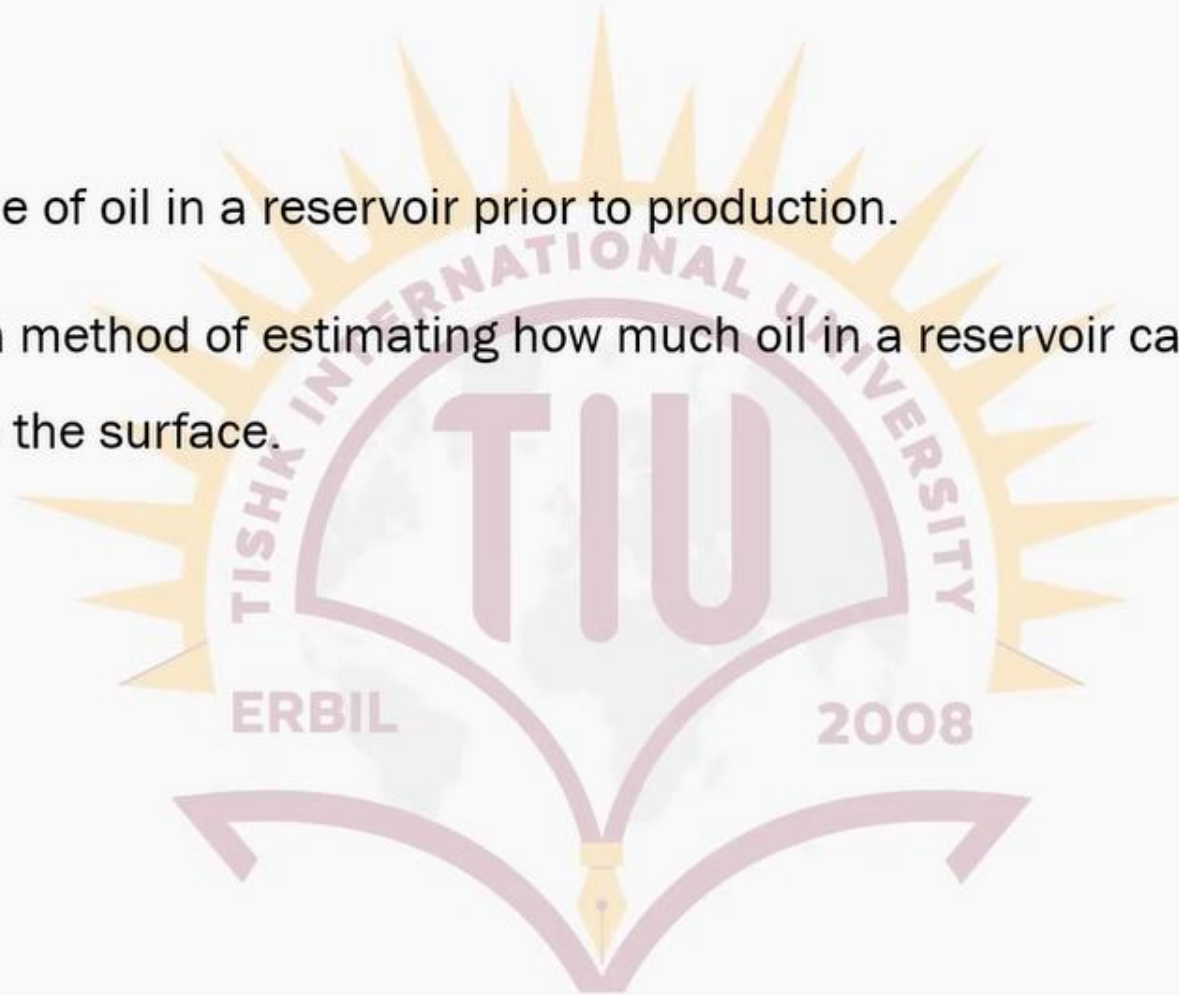 e of oil in a reservoir prior to production.
method of estimating how much oil in a reservoir ca
the surface.
TISHK INTERNATIONAL UNIVERSITY
TIU
ERBIL
2008